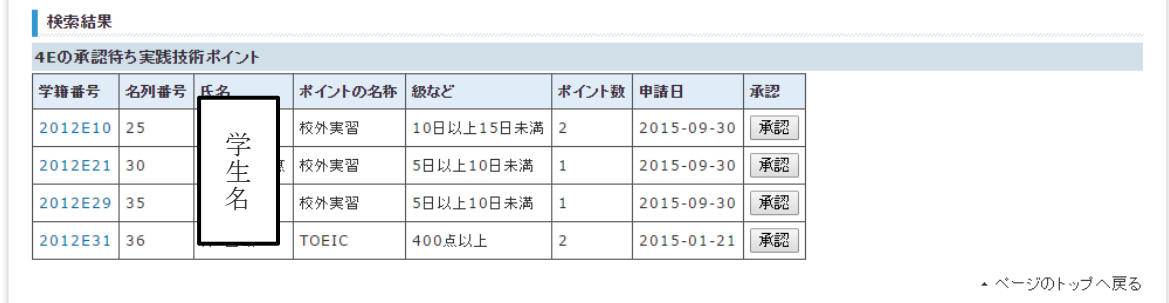 検索結果
4Eの承認待ち実践技術ポイント
学籍番号 名列番号 氏名 ポイントの名称 級など ポイント数 申請日 承認
2012E10 25 校外実習 10日以上15日未満 2 2015-09-30 承認
2012E21 30 校外実習 5日以上10日未満 1 2015-09-30 承認
2012E29 35 校外実習 5日以上10日未満 1 2015-09-30 承認
2012E31 36 TOEIC 400点以上 2 2015-01-21 承認
学生名
ページのトップへ戻る